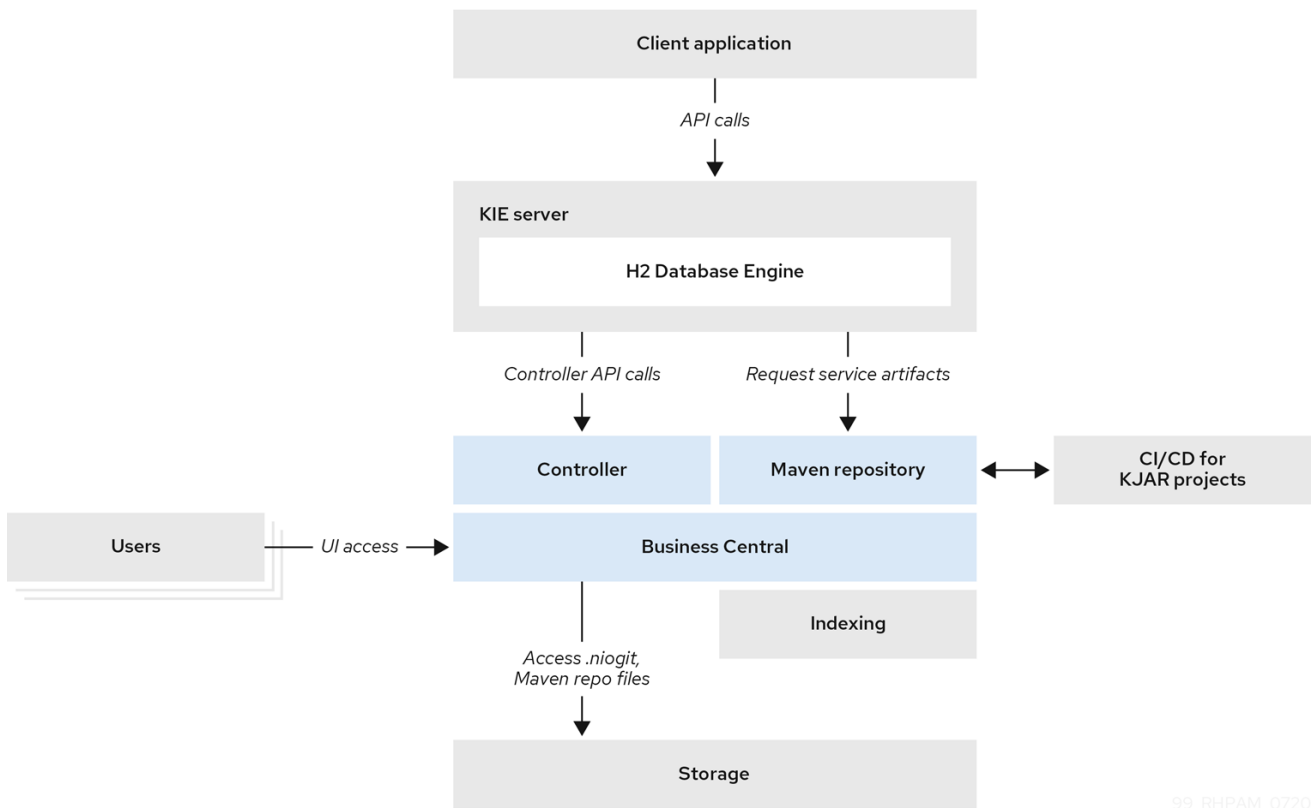 Client application
API calls
KIE server
H2 Database Engine
Controller API calls
Request service artifacts
Controller
Maven repository
CI/CD for
KJAR projects
Users
UI access
Business Central
Indexing
Access .niogit,
Maven repo files
Storage
99_RHPAM_0720